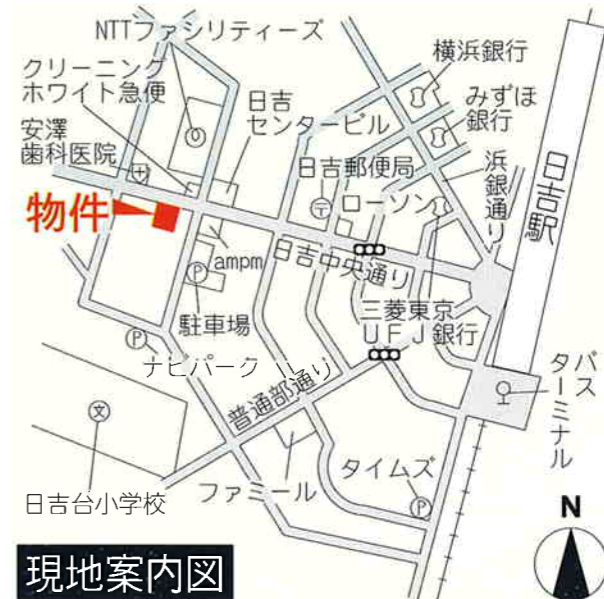 NTTファシリティーズ
クリーニング
ホワイト急便
安澤
歯科医院
日吉
センタービル
横浜銀行
みずほ
銀行
日吉郵便局
ローソン
浜銀通り
日吉駅
物件
日吉中央通り
ampm
駐車場
三菱東京
UFJ銀行
ナビパーク
普通部通り
バス
ターミナル
文
日吉台小学校
ファミール
タイムズ
P
P
P
〒
N
現地案内図